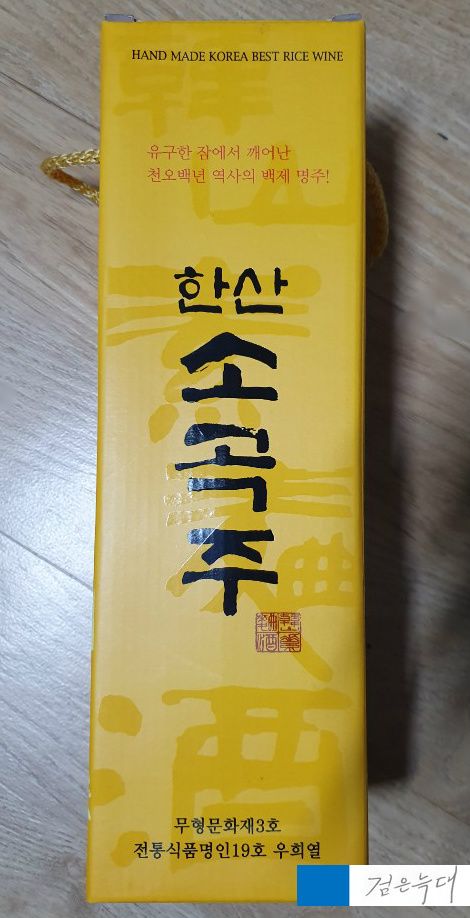 HAND MADE KOREA BEST RICE WINE
유구한 잠에서 깨어난
천오백년 역사의 백제 명주!
한산
소곡주
무형문화재3호
전통식품명인19호 우희열
검은늑대